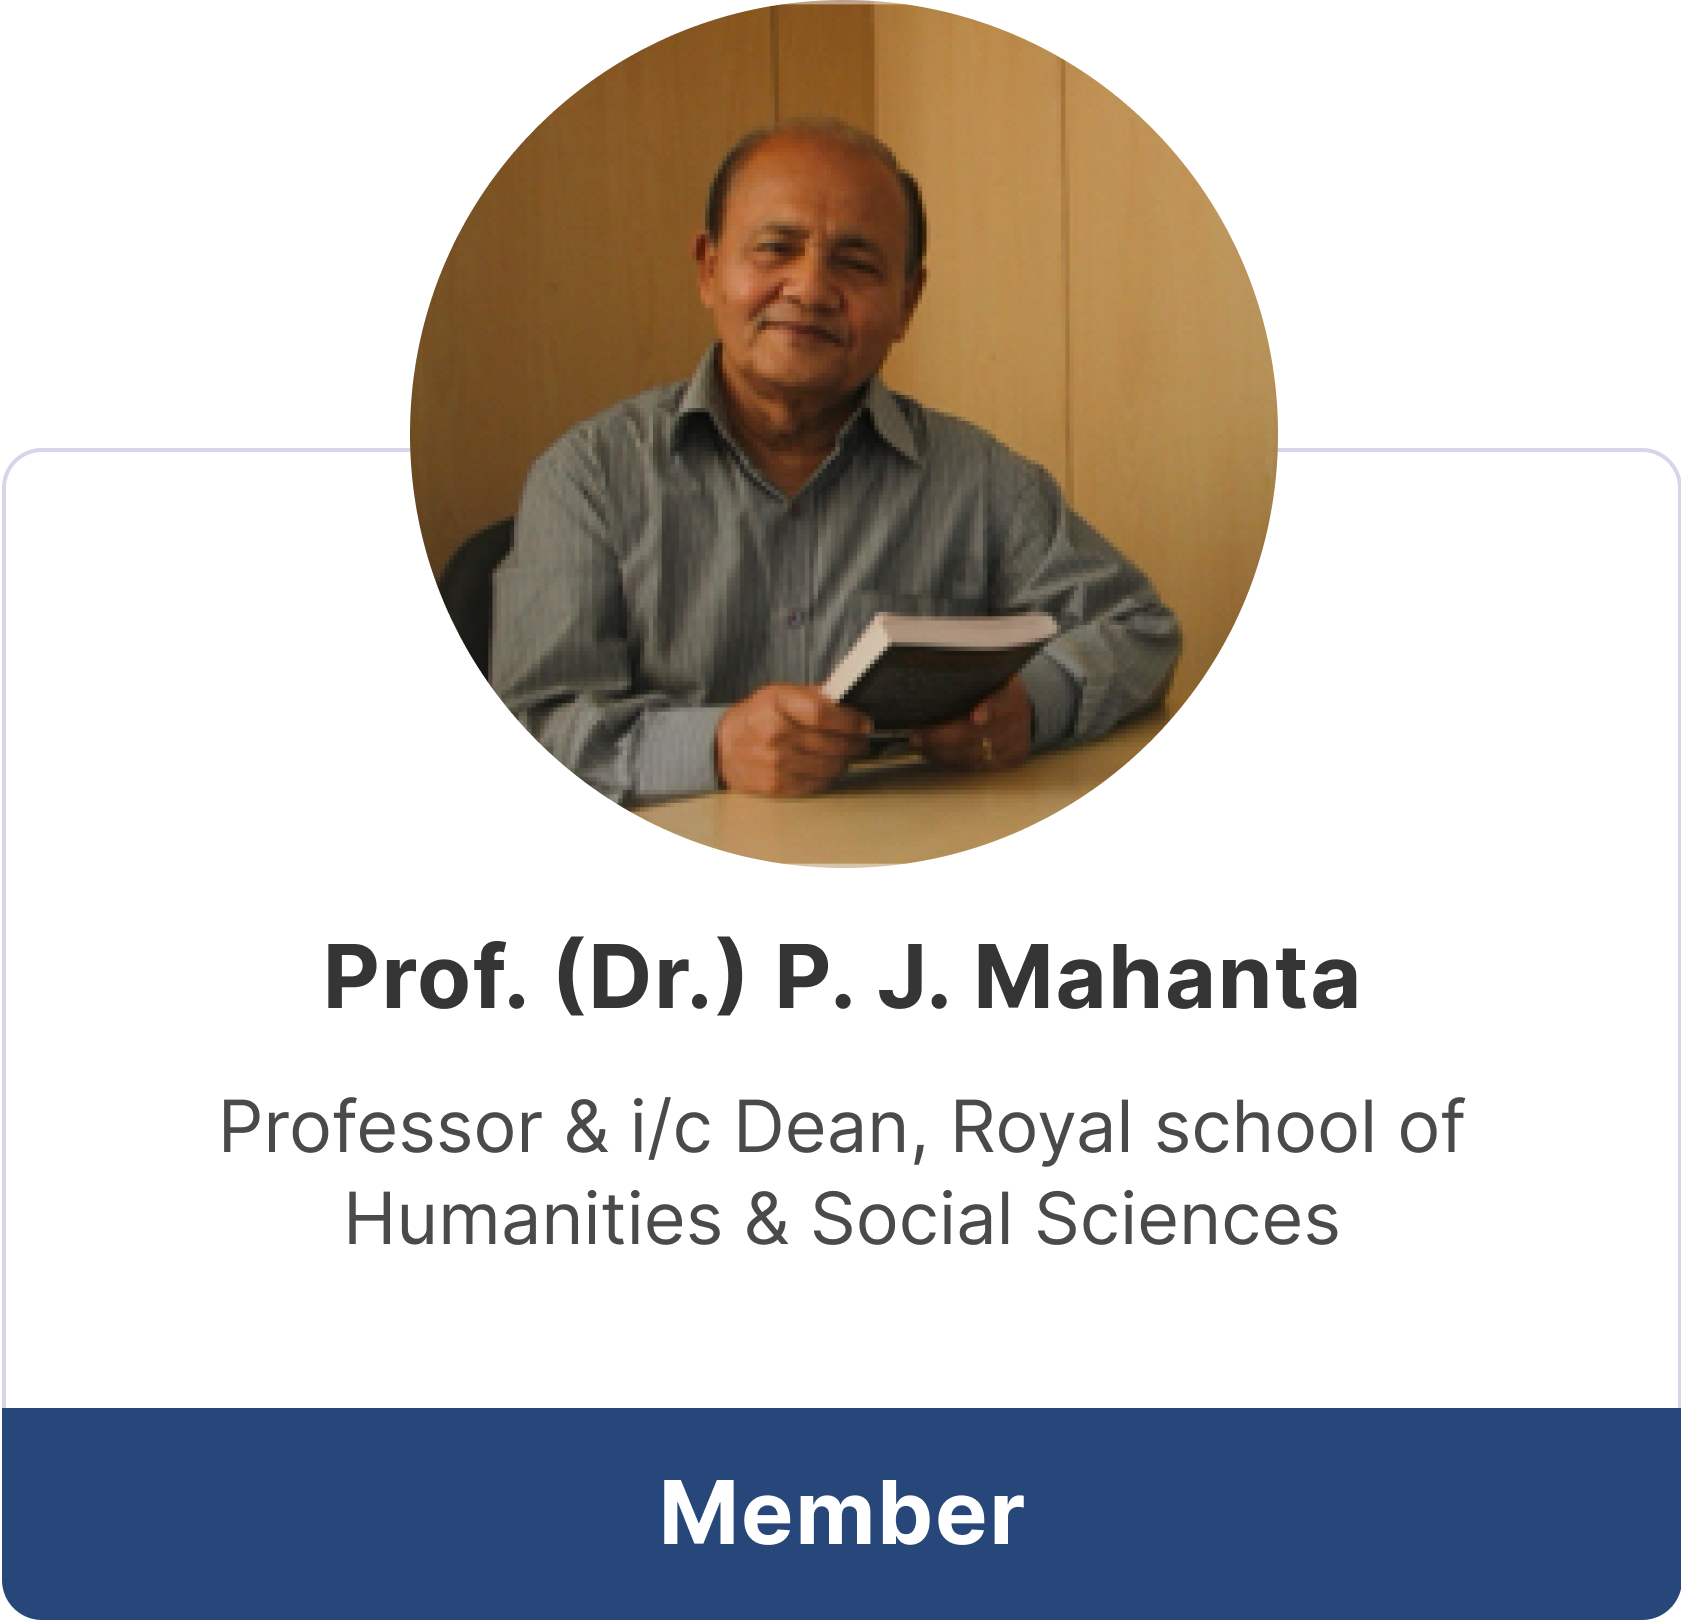 Prof. (Dr.) P. J. Mahanta
Professor & i/c Dean, Royal school of
Humanities & Social Sciences
Member